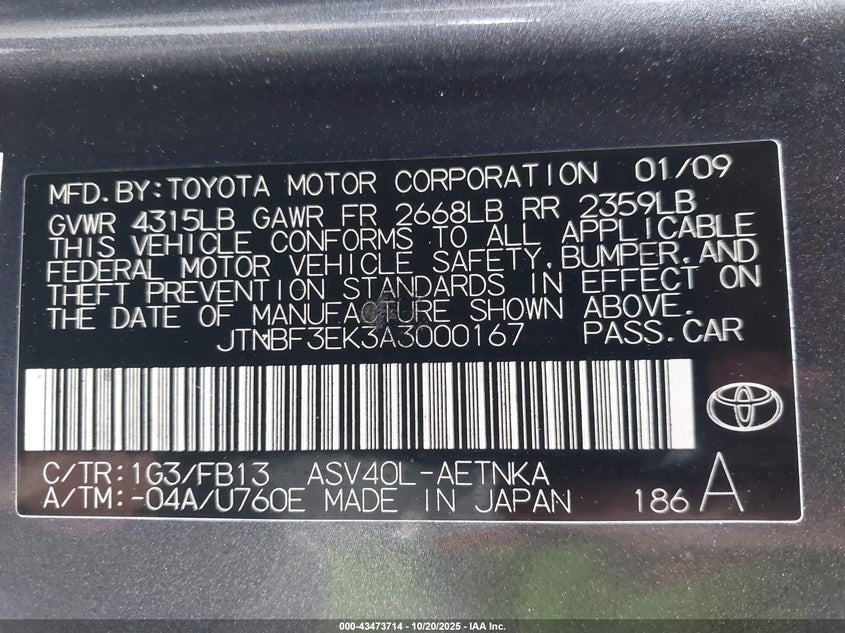 MFD.BY:TOYOTA MOTOR CORPORATION 01/09
GVWR 4315LB GAWR FR 2668LB RR 2359LB
THIS VEHICLE CONFORMS TO ALL APPLICABLE
FEDERAL MOTOR VEHICLE SAFETY,BUMPER,AND
THEFT PREVENTION STANDARDS IN EFFECT ON
THE DATE OF MANUFACTURE SHOWN ABOVE.
JTNBF3EK3A3000167 PASS.CAR
C/TR:1G3/FB13 ASV40L-AETNKA
A/TM:-04A/U760E MADE IN JAPAN 186 A
000-43473714 | 10/20/2025 - IAA Inc.